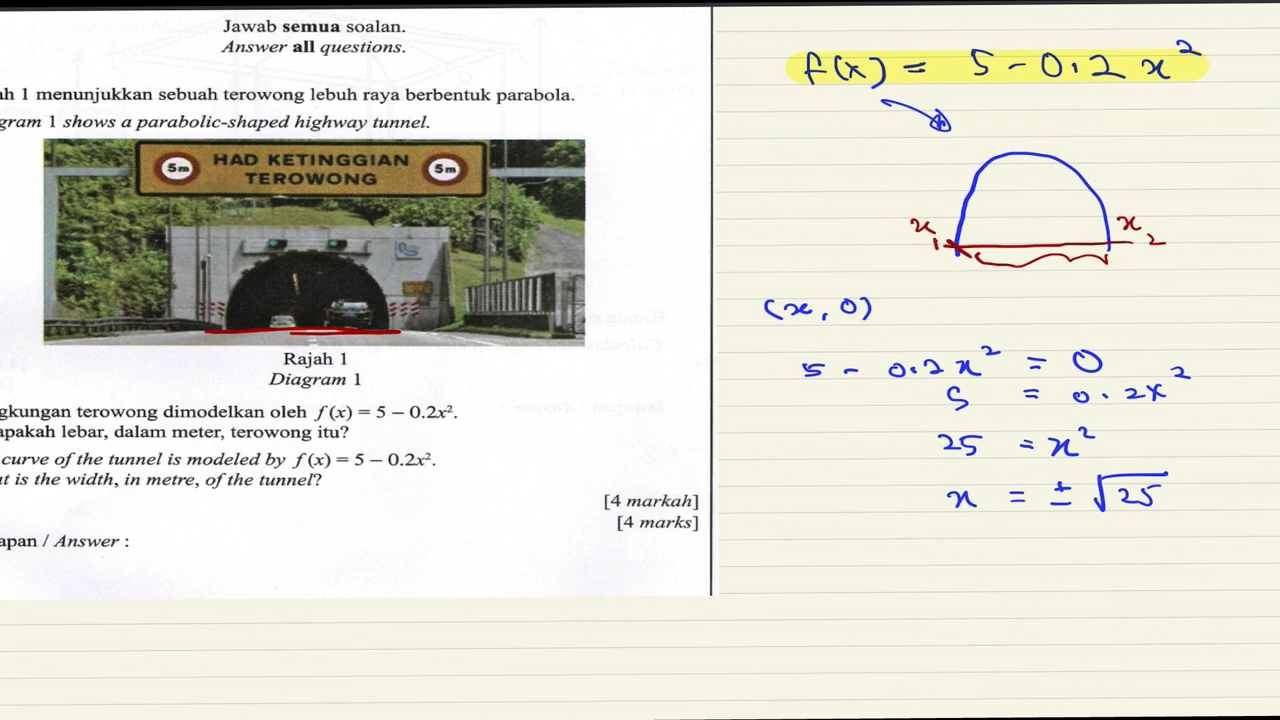 Jawab semua soalan.
Answer all questions.
ah 1 menunjukkan sebuah terowong lebuh raya berbentuk parabola.
gram 1 shows a parabolic-shaped highway tunnel.
5m
HAD KETINGGIAN
TEROWONG
5m
Rajah 1
Diagram 1
gkungan terowong dimodelkan oleh f(x) = 5 – 0.2x².
apakah lebar, dalam meter, terowong itu?
curve of the tunnel is modeled by f(x) = 5 – 0.2x².
at is the width, in metre, of the tunnel?
[4 markah]
[4 marks]
apan / Answer :
f(x) = 5 - 0.2x²
x₁
x₂
(x, 0)
5 - 0.2x² = 0
5 = 0.2x²
25 = x²
x = ± √25